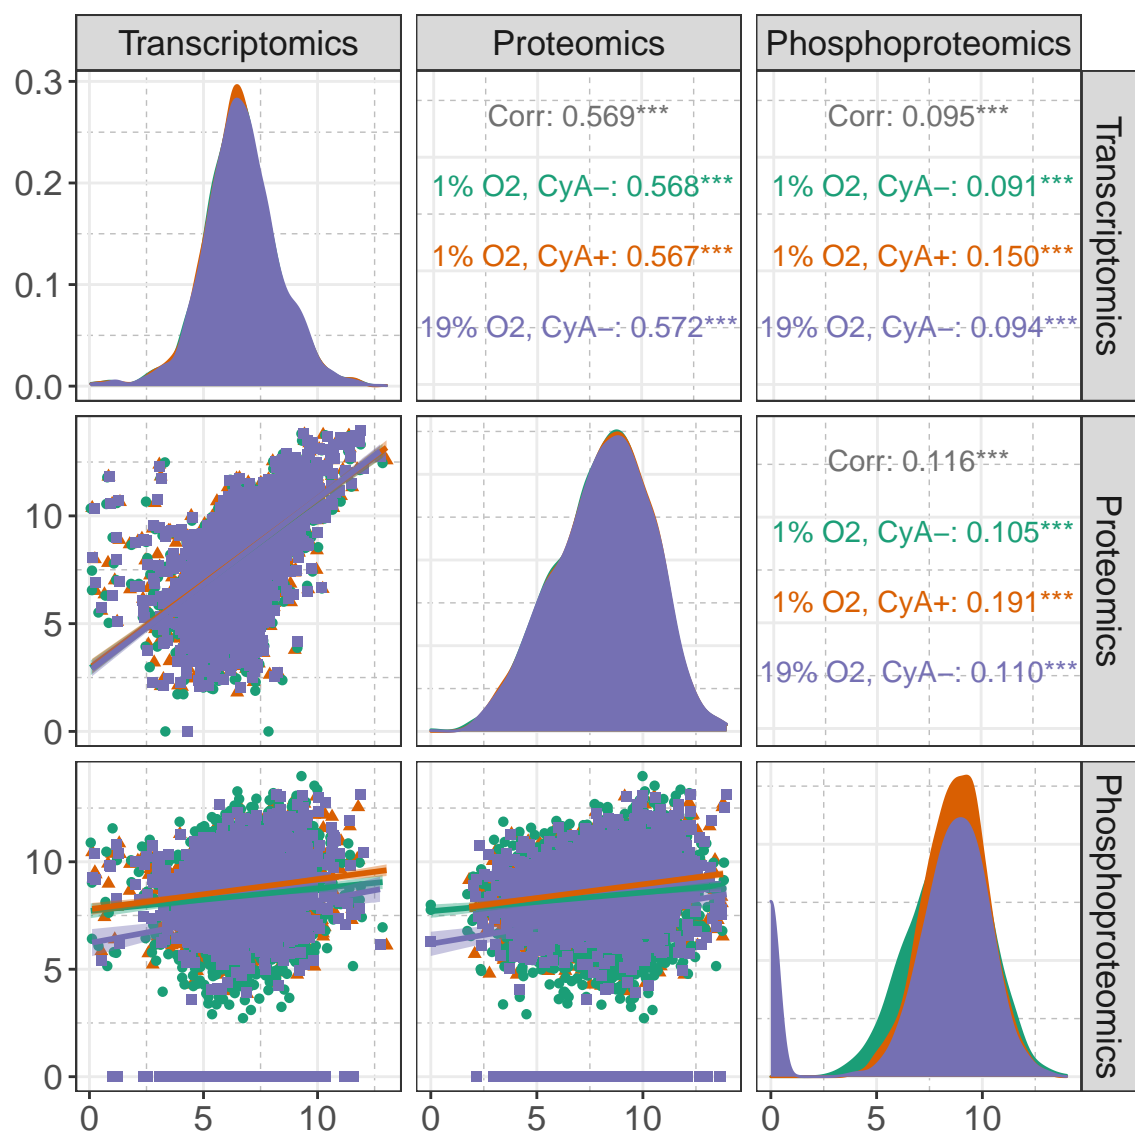 Transcriptomics
Proteomics
Phosphoproteomics
0.3
0.2
0.1
0.0
Corr: 0.569***
1% O2, CyA−: 0.568***
1% O2, CyA+: 0.567***
19% O2, CyA−: 0.572***
Corr: 0.095***
1% O2, CyA−: 0.091***
1% O2, CyA+: 0.150***
19% O2, CyA−: 0.094***
Transcriptomics
10
5
0
Corr: 0.116***
1% O2, CyA−: 0.105***
1% O2, CyA+: 0.191***
19% O2, CyA−: 0.110***
Proteomics
10
5
0
Phosphoproteomics
0 5 10
0 5 10
0 5 10